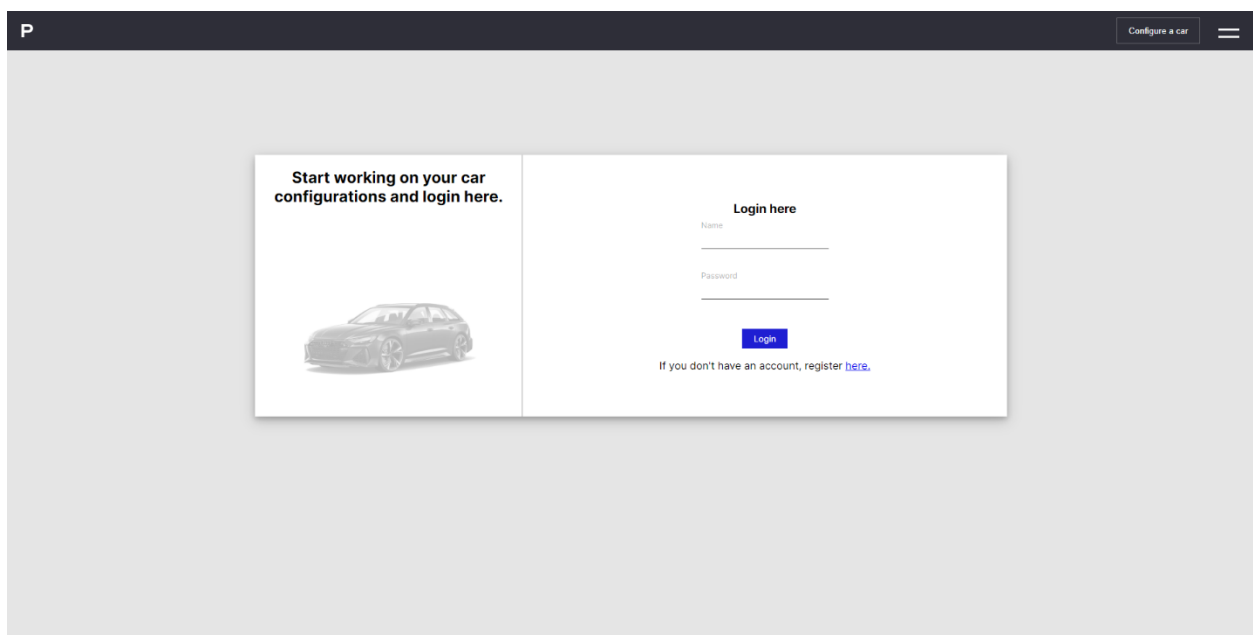 P
Configure a car
Start working on your car
configurations and login here.
Login here
Name
Password
Login
If you don't have an account, register here.